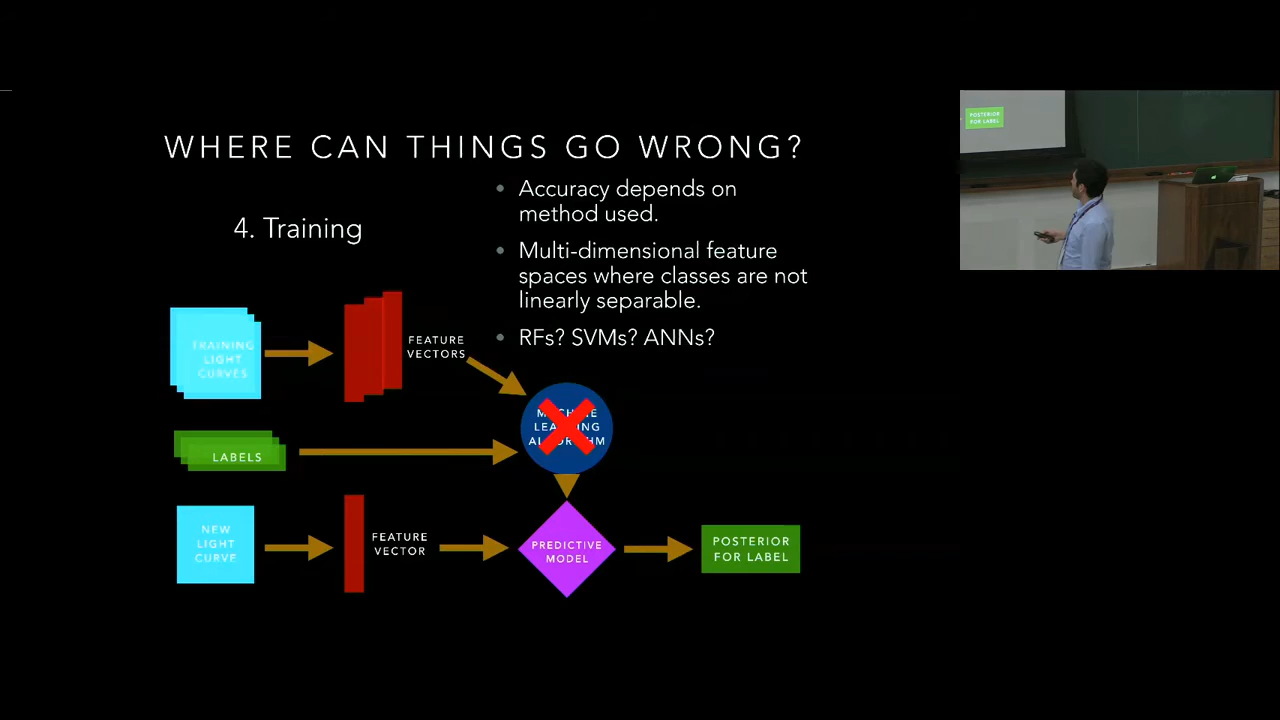 WHERE CAN THINGS GO WRONG?
4. Training
• Accuracy depends on
method used.
• Multi-dimensional feature
spaces where classes are not
linearly separable.
• RFs? SVMs? ANNs?
TRAINING
LIGHT
CURVES
FEATURE
VECTORS
MACHINE
LEARNING
ALGORITHM
LABELS
NEW
LIGHT
CURVE
FEATURE
VECTOR
PREDICTIVE
MODEL
POSTERIOR
FOR LABEL
POSTERIOR
FOR LABEL